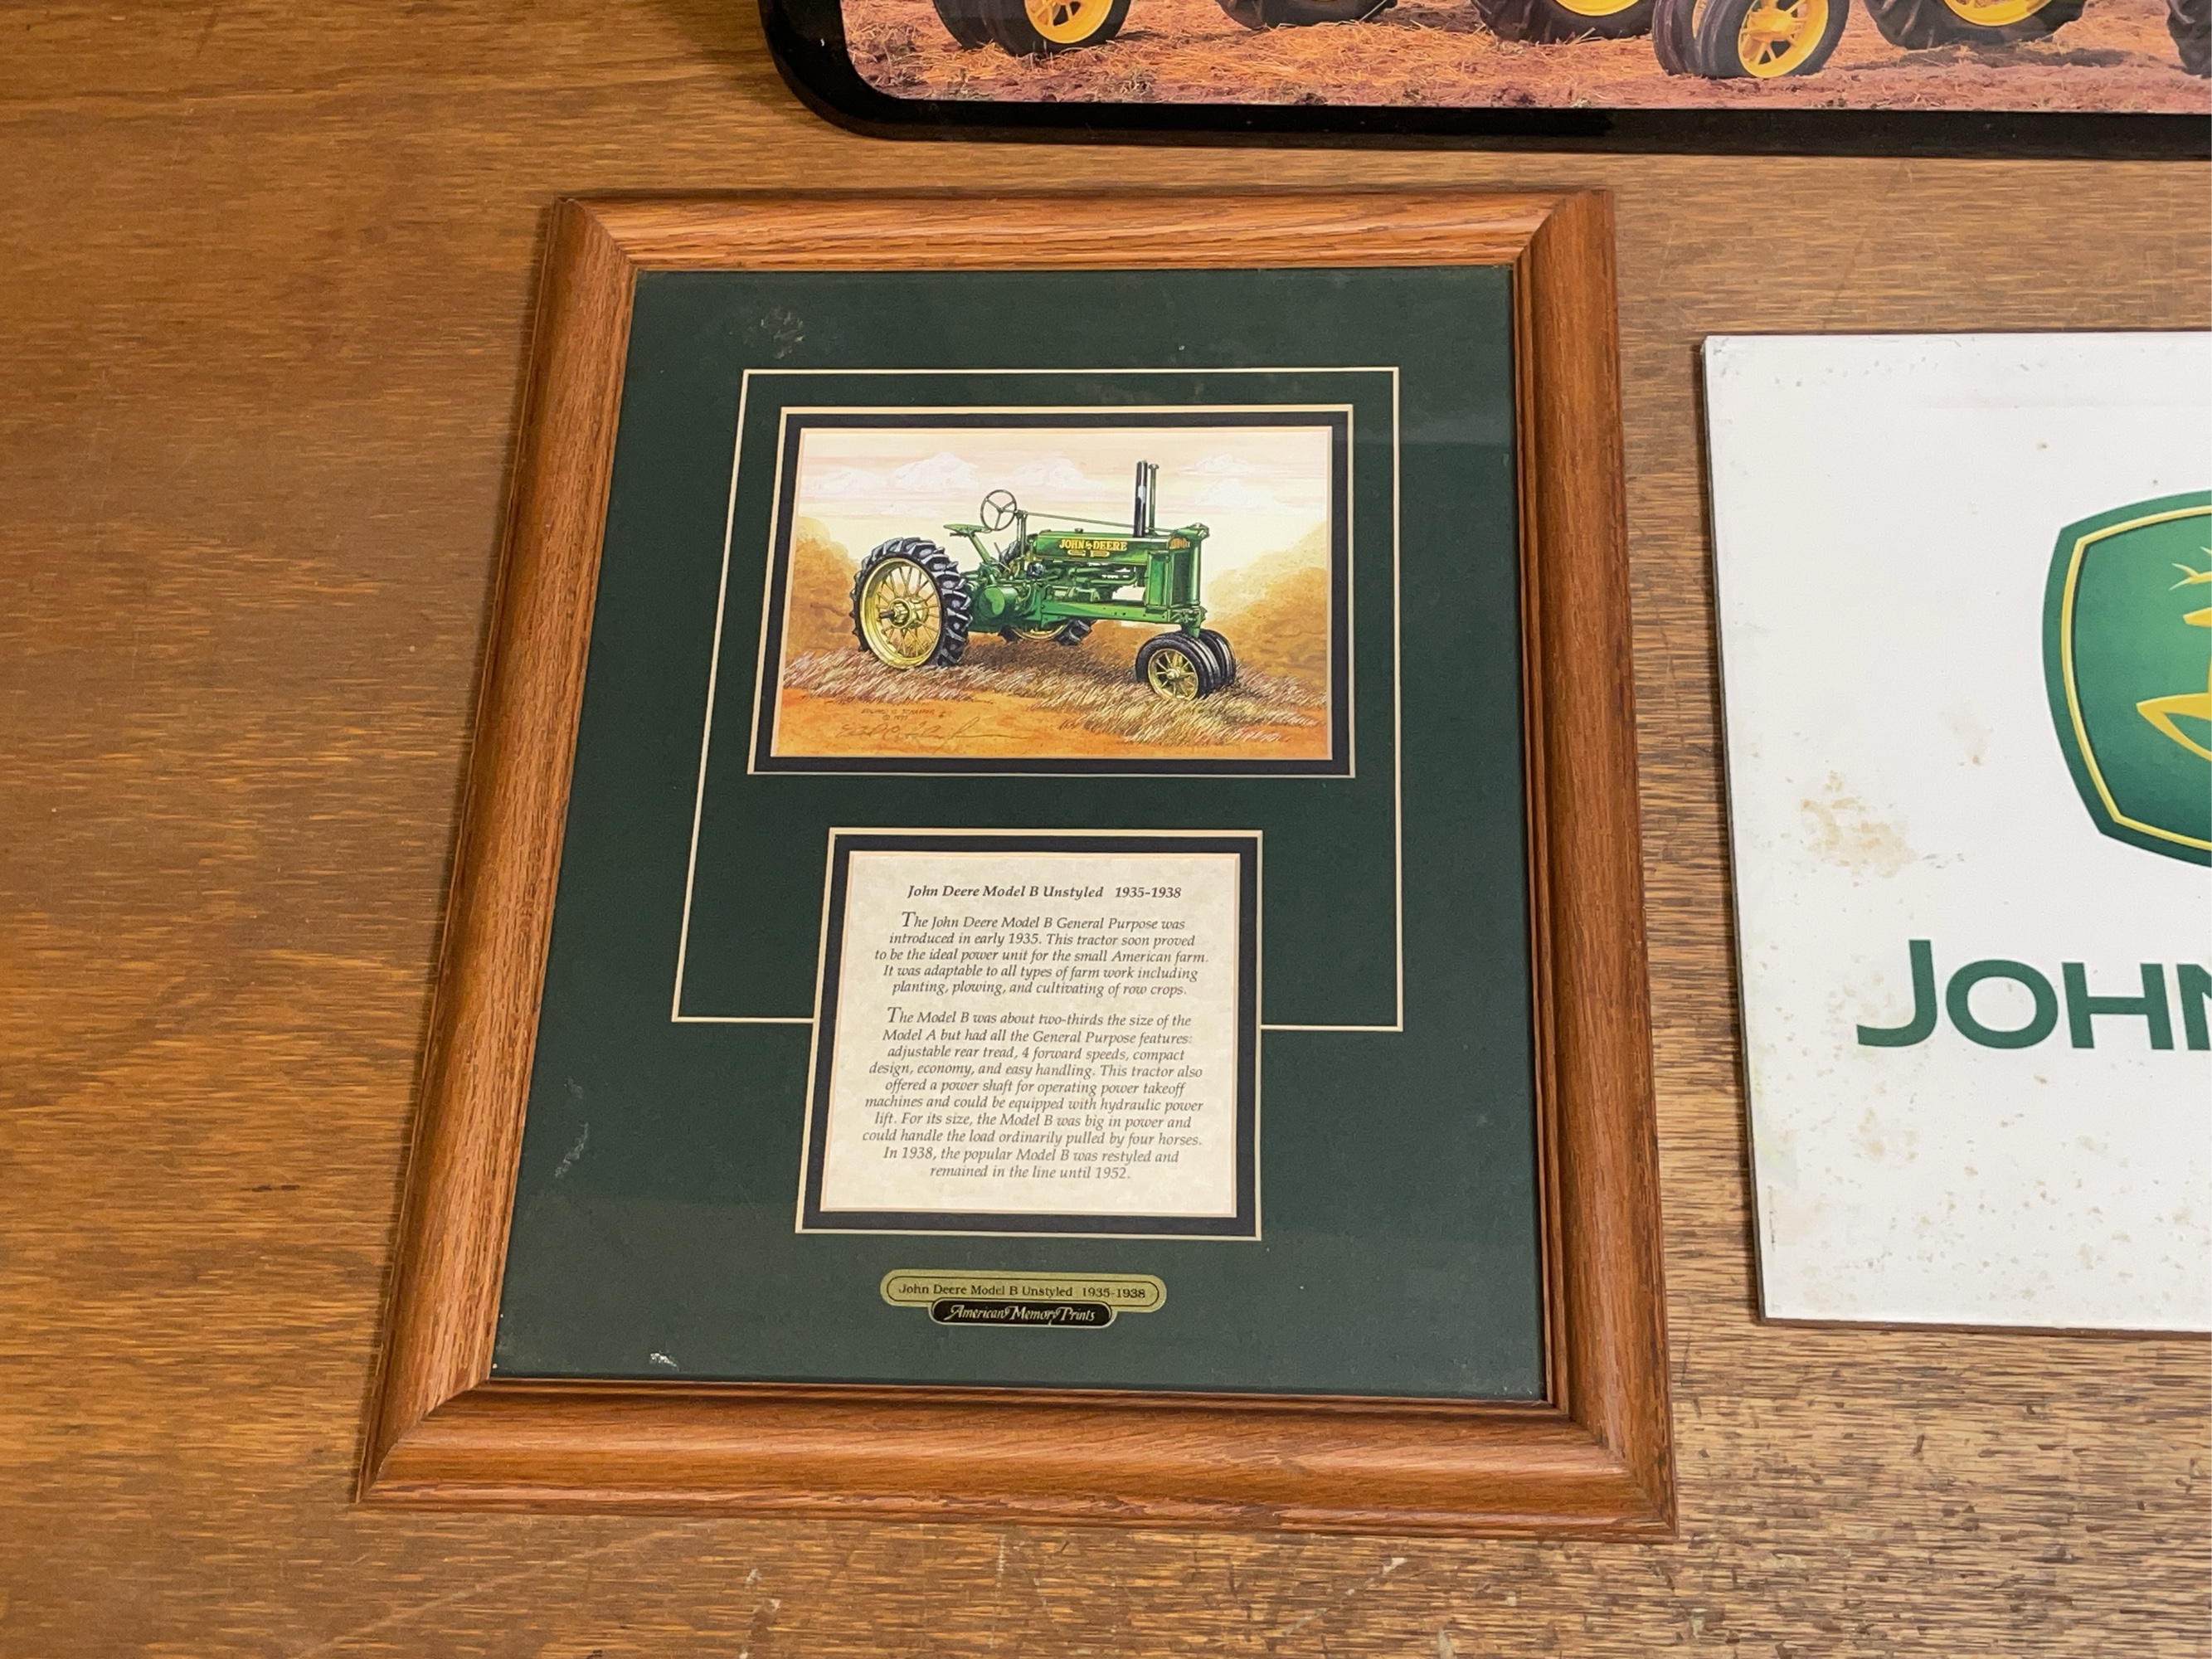 JOHN DEERE
John Deere Model B Unstyled 1935-1938
The John Deere Model B General Purpose was
introduced in early 1935. This tractor soon proved
to be the ideal power unit for the small American farm.
It was adaptable to all types of farm work including
planting, plowing, and cultivating of row crops.
The Model B was about two-thirds the size of the
Model A but had all the General Purpose features:
adjustable rear tread, 4 forward speeds, compact
design, economy, and easy handling. This tractor also
offered a power shaft for operating power takeoff
machines and could be equipped with hydraulic power
lift. For its size, the Model B was big in power and
could handle the load ordinarily pulled by four horses.
In 1938, the popular Model B was restyled and
remained in the line until 1952.
John Deere Model B Unstyled 1935-1938
American Memory Prints
JOHN